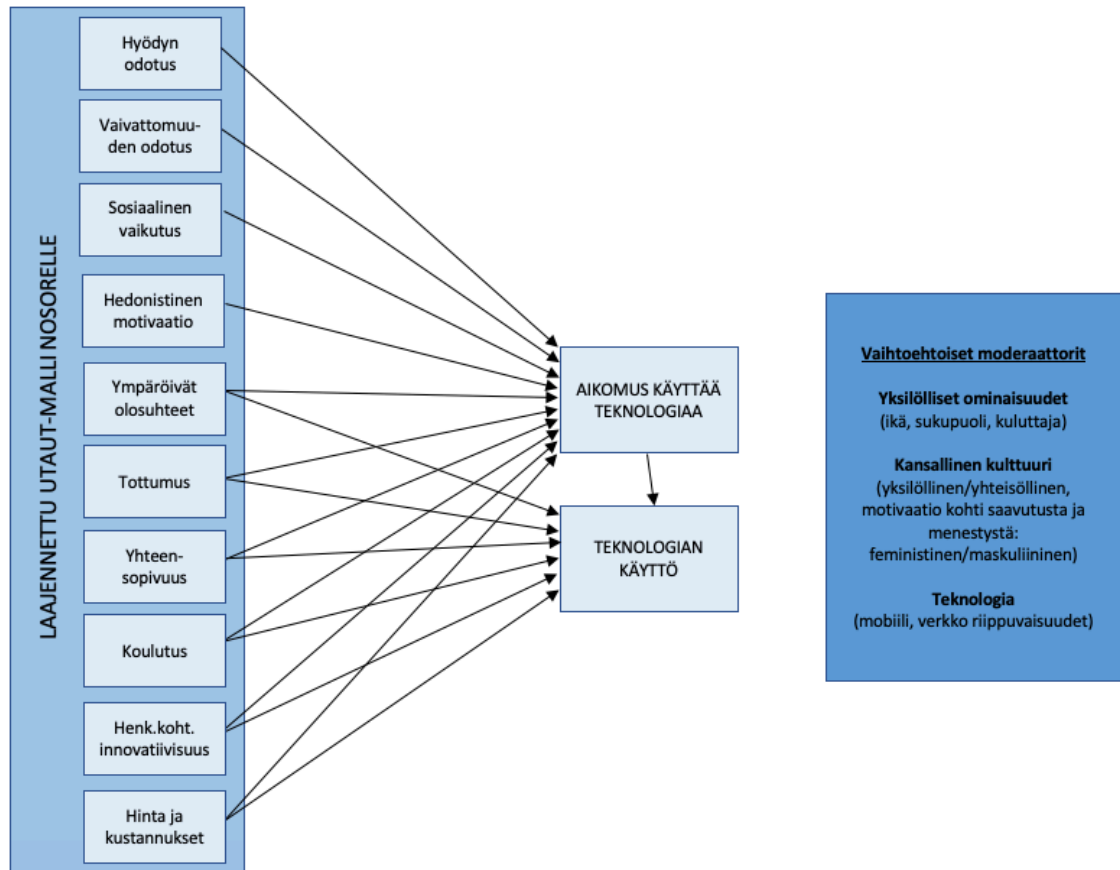 LAAJENNETTU UTAUT-MALLI NOSORELLE
Hyödyn
odotus
Vaivattomuu-
den odotus
Sosiaalinen
vaikutus
Hedonistinen
motivaatio
Ympäröivät
olosuhteet
Tottumus
Yhteen-
sopivuus
Koulutus
Henk.koht.
innovatiivisuus
Hinta ja
kustannukset
AIKOMUS KÄYTTÄÄ
TEKNOLOGIAA
TEKNOLOGIAN
KÄYTTÖ
Vaihtoehtoiset moderaattorit
Yksilölliset ominaisuudet
(ikä, sukupuoli, kuluttaja)
Kansallinen kulttuuri
(yksilöllinen/yhteisöllinen,
motivaatio kohti saavutusta ja
menestystä:
feministinen/maskuliininen)
Teknologia
(mobiili, verkko riippuvaisuudet)